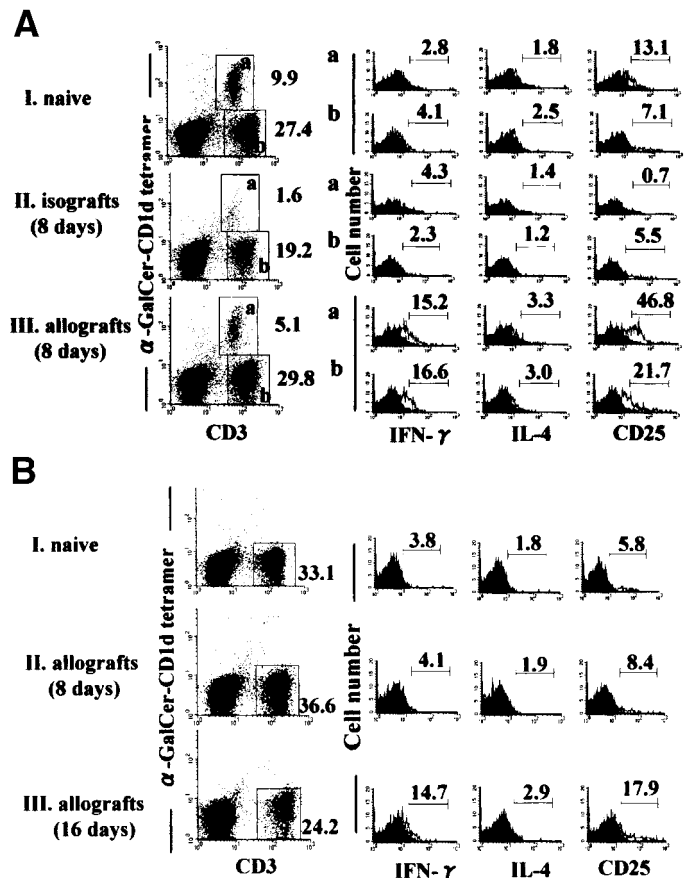 A
I. naive
II. isografts
(8 days)
III. allografts
(8 days)
α-GalCer-CD1d tetramer
a
9.9
27.4
b
a
1.6
19.2
b
a
5.1
29.8
b
CD3
Cell number
a
2.8
1.8
13.1
b
4.1
2.5
7.1
a
4.3
1.4
0.7
b
2.3
1.2
5.5
a
15.2
3.3
46.8
b
16.6
3.0
21.7
IFN-γ
IL-4
CD25
B
I. naive
II. allografts
(8 days)
III. allografts
(16 days)
α-GalCer-CD1d tetramer
33.1
36.6
24.2
CD3
Cell number
3.8
1.8
5.8
4.1
1.9
8.4
14.7
2.9
17.9
IFN-γ
IL-4
CD25